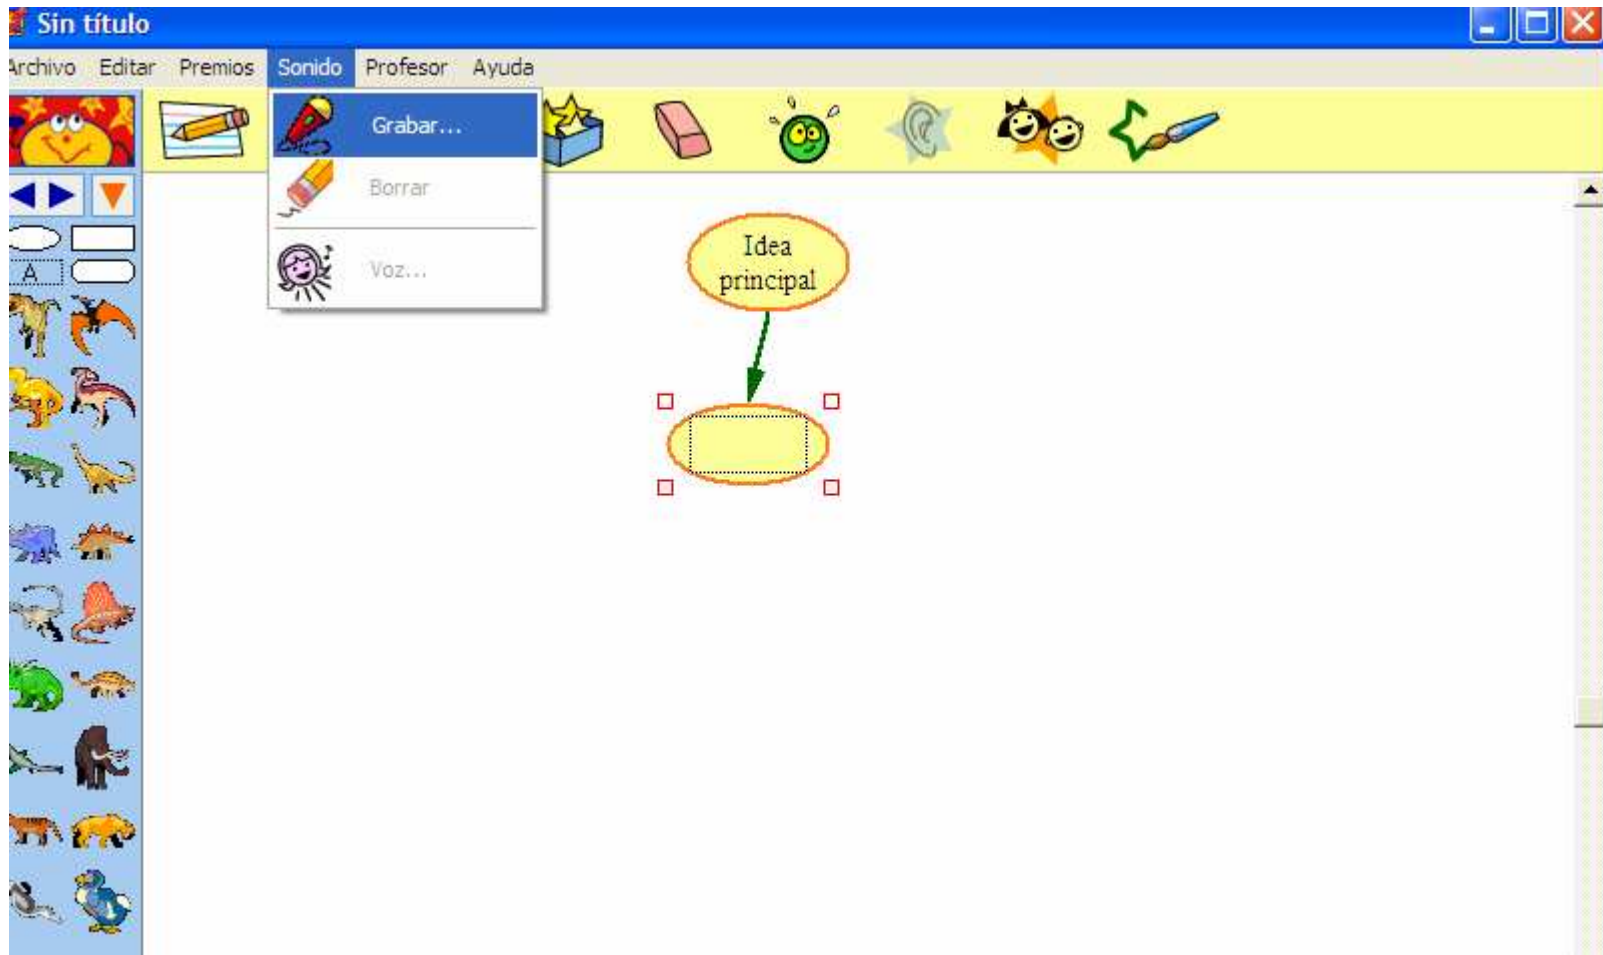 Sin título
Archivo Editar Premios Sonido Profesor Ayuda
Grabar...
Borrar
Voz...
A
Idea
principal